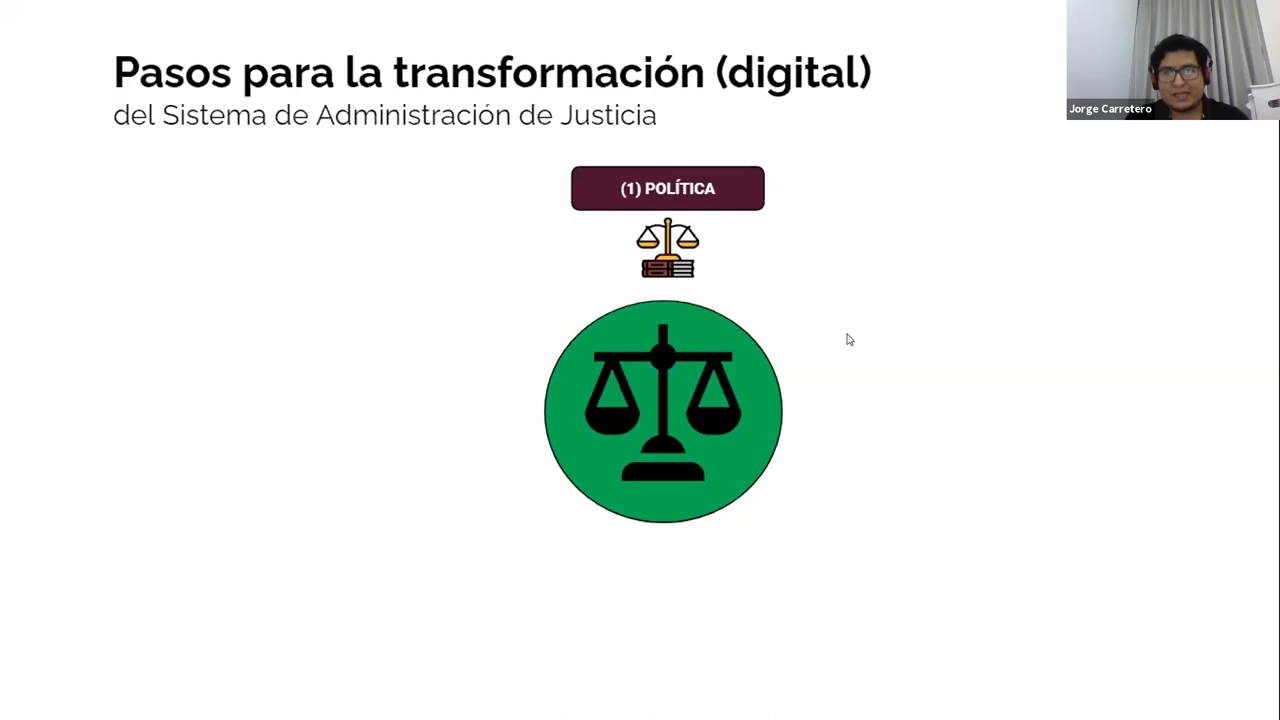 Pasos para la transformación (digital)
del Sistema de Administración de Justicia
Jorge Carretero
(1) POLÍTICA